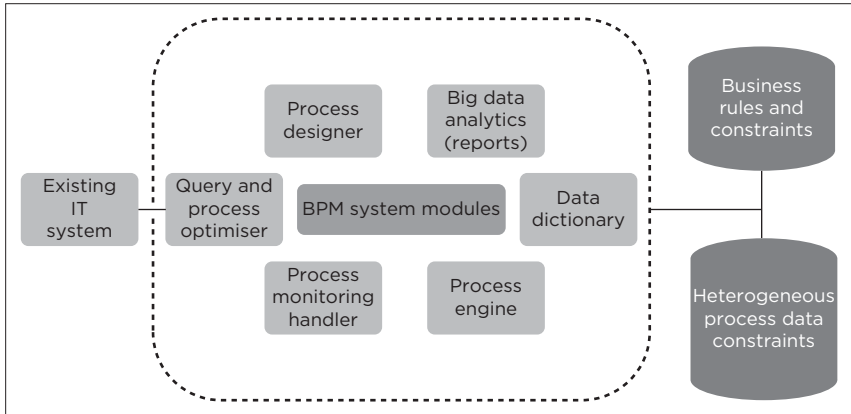 Process
designer
Big data
analytics
(reports)
Business
rules and
constraints
Existing
IT
system
Query and
process
optimiser
BPM system modules
Data
dictionary
Process
monitoring
handler
Process
engine
Heterogeneous
process data
constraints